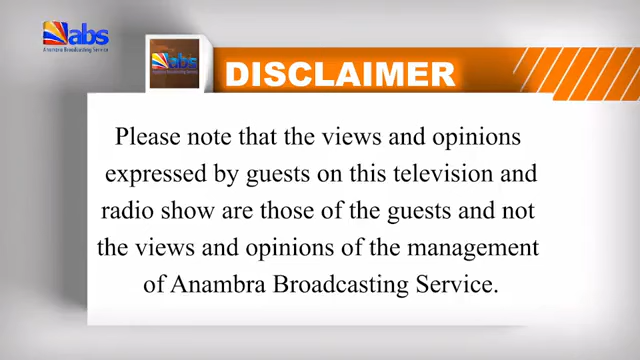 abs
Anambra Broadcasting Service
abs
DISCLAIMER
Please note that the views and opinions
expressed by guests on this television and
radio show are those of the guests and not
the views and opinions of the management
of Anambra Broadcasting Service.